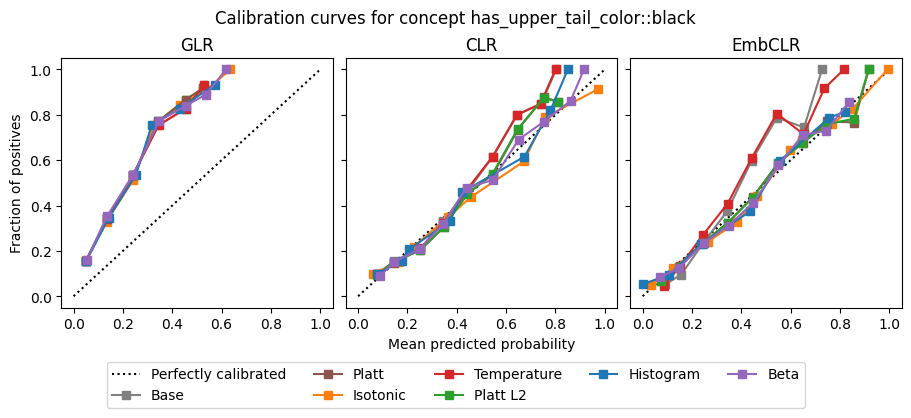 Calibration curves for concept has_upper_tail_color::black
GLR
CLR
EmbCLR
Fraction of positives
1.0
0.8
0.6
0.4
0.2
0.0
0.0 0.2 0.4 0.6 0.8 1.0
0.0 0.2 0.4 0.6 0.8 1.0
0.0 0.2 0.4 0.6 0.8 1.0
Mean predicted probability
Perfectly calibrated Platt Temperature Histogram Beta
Base Isotonic Platt L2